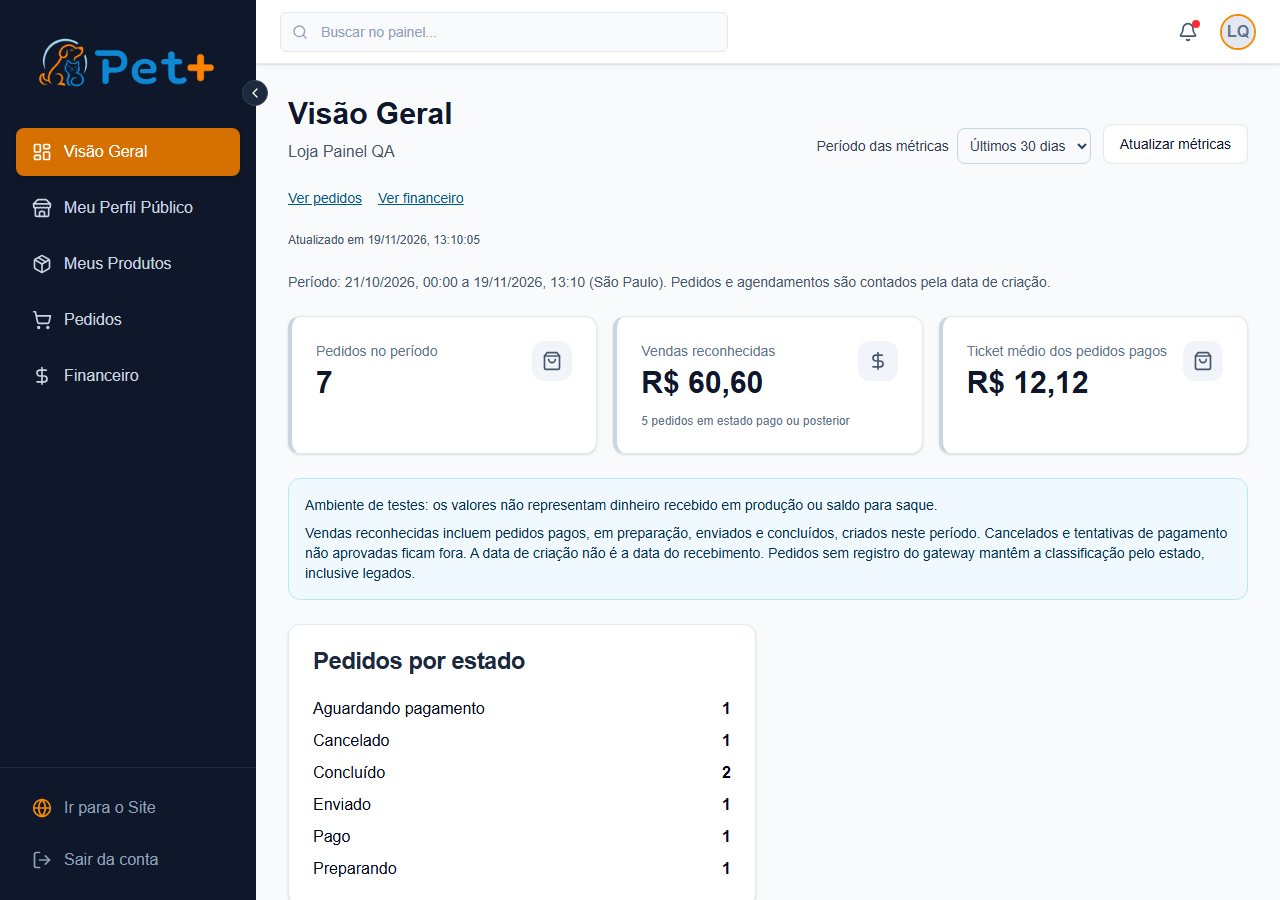 Pet+
Visão Geral
Meu Perfil Público
Meus Produtos
Pedidos
Financeiro
Ir para o Site
Sair da conta
Buscar no painel...
LQ
Visão Geral
Loja Painel QA
Período das métricas
Últimos 30 dias
Atualizar métricas
Ver pedidos
Ver financeiro
Atualizado em 19/11/2026, 13:10:05
Período: 21/10/2026, 00:00 a 19/11/2026, 13:10 (São Paulo). Pedidos e agendamentos são contados pela data de criação.
Pedidos no período
7
Vendas reconhecidas
R$ 60,60
5 pedidos em estado pago ou posterior
Ticket médio dos pedidos pagos
R$ 12,12
Ambiente de testes: os valores não representam dinheiro recebido em produção ou saldo para saque.
Vendas reconhecidas incluem pedidos pagos, em preparação, enviados e concluídos, criados neste período. Cancelados e tentativas de pagamento
não aprovadas ficam fora. A data de criação não é a data do recebimento. Pedidos sem registro do gateway mantêm a classificação pelo estado,
inclusive legados.
Pedidos por estado
Aguardando pagamento 1
Cancelado 1
Concluído 2
Enviado 1
Pago 1
Preparando 1